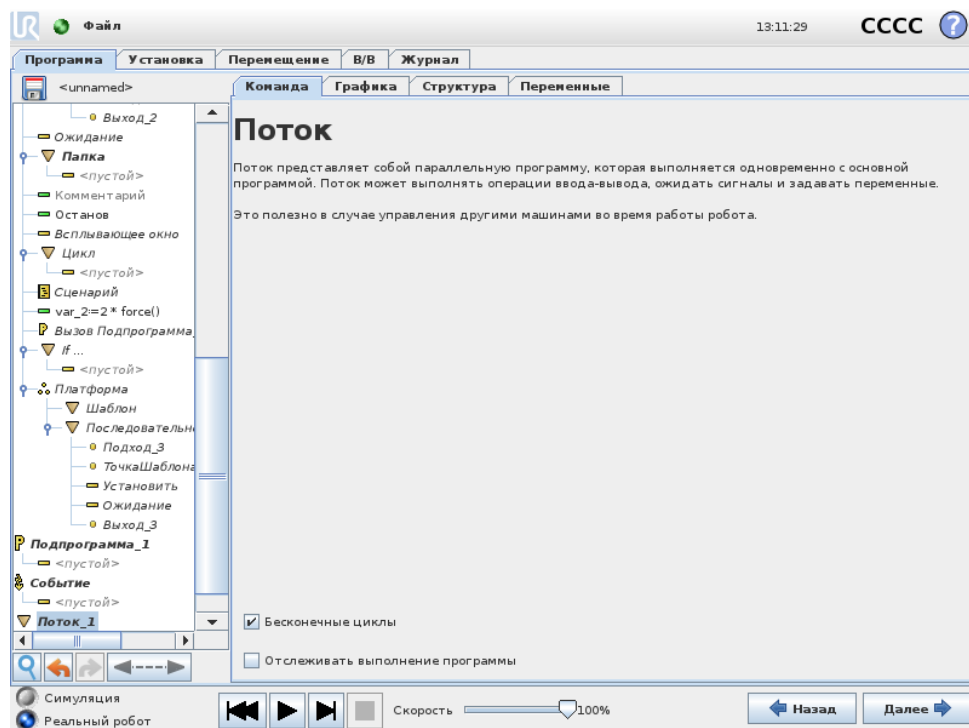 UR Файл 13:11:29 CCCC ?
Программа Установка Перемещение В/В Журнал
<unnamed>
Команда Графика Структура Переменные
Выход_2
Ожидание
Папка
<пустой>
Комментарий
Останов
Всплывающее окно
Цикл
<пустой>
Сценарий
var_2:=2 * force()
Вызов Подпрограмма_
If ...
<пустой>
Платформа
Шаблон
Последовательн
Подход_3
ТочкаШаблона
Установить
Ожидание
Выход_3
Подпрограмма_1
<пустой>
Событие
<пустой>
Поток_1
Поток
Поток представляет собой параллельную программу, которая выполняется одновременно с основной
программой. Поток может выполнять операции ввода-вывода, ожидать сигналы и задавать переменные.
Это полезно в случае управления другими машинами во время работы робота.
Бесконечные циклы
Отслеживать выполнение программы
Симуляция
Реальный робот
Скорость 100%
Назад Далее